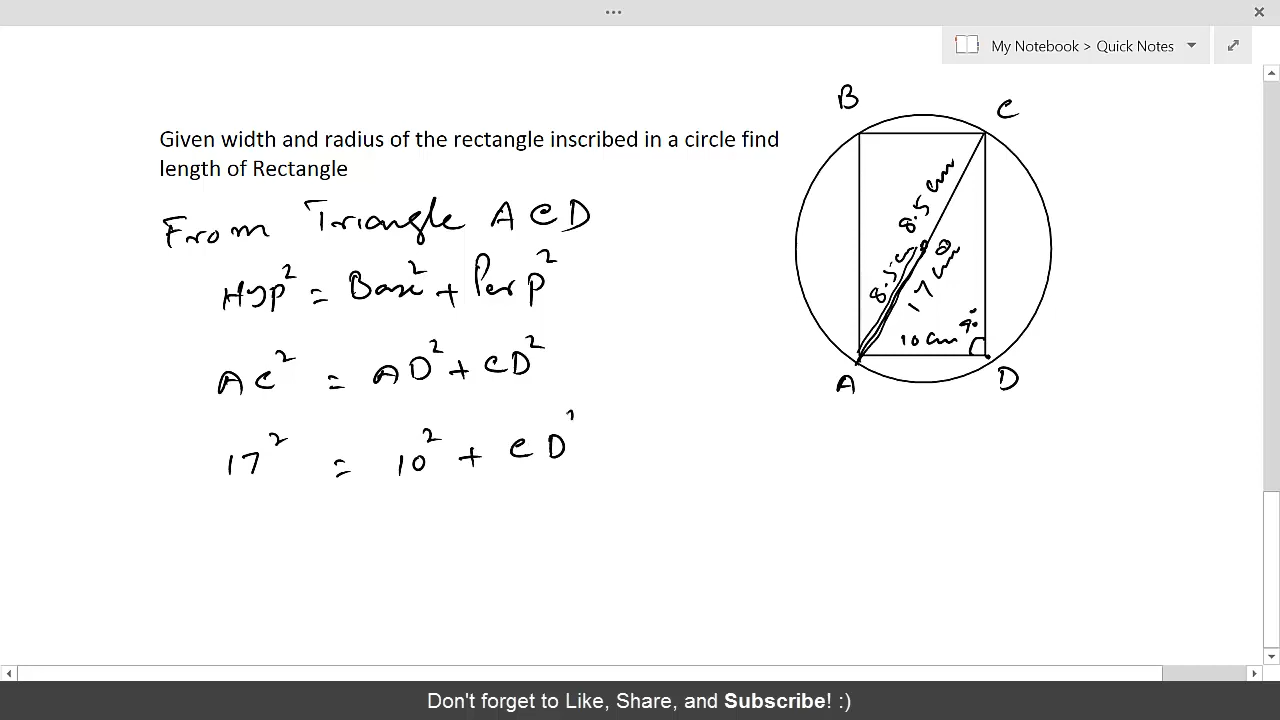 ...
My Notebook > Quick Notes
Given width and radius of the rectangle inscribed in a circle find
length of Rectangle
From Triangle ACD
Hyp² = Base² + Perp²
AC² = AD² + CD²
17² = 10² + CD²
B
C
8.5 cm
8.5 cm
17 cm
10 cm
90°
A
D
Don't forget to Like, Share, and Subscribe! :)